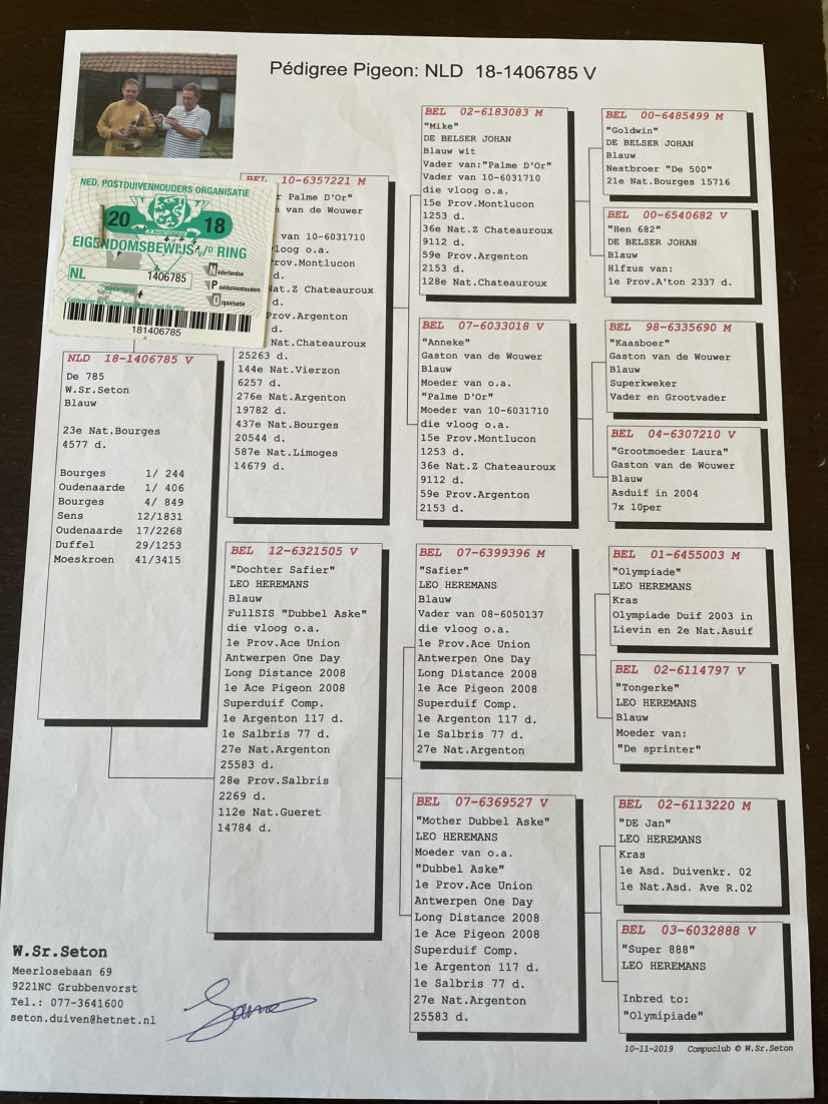 Pédigree Pigeon: NLD 18-1406785 V
NED. POSTDUIVENHOUDERS ORGANISATIE
20 18
EIGENDOMSBEWIJS V/D RING
NL 1406785
Nederlandse
Postduivenhouders
Organisatie
181406785
NLD 18-1406785 V
De 785
W.Sr.Seton
Blauw
23e Nat.Bourges
4577 d.
Bourges 1/ 244
Oudenaarde 1/ 406
Bourges 4/ 849
Sens 12/1831
Oudenaarde 17/2268
Duffel 29/1253
Moeskroen 41/3415
BEL 10-6357221 M
r Palme D'Or"
n van de Wouwer
van 10-6031710
loog o.a.
rov.Montlucon
d.
Nat.Z Chateauroux
d.
Prov.Argenton
d.
Nat.Chateauroux
25263 d.
144e Nat.Vierzon
6257 d.
276e Nat.Argenton
19782 d.
437e Nat.Bourges
20544 d.
587e Nat.Limoges
14679 d.
BEL 12-6321505 V
"Dochter Safier"
LEO HEREMANS
Blauw
FullSIS "Dubbel Aske"
die vloog o.a.
1e Prov.Ace Union
Antwerpen One Day
Long Distance 2008
1e Ace Pigeon 2008
Superduif Comp.
1e Argenton 117 d.
1e Salbris 77 d.
27e Nat.Argenton
25583 d.
28e Prov.Salbris
2269 d.
112e Nat.Gueret
14784 d.
BEL 02-6183083 M
"Mike"
DE BELSER JOHAN
Blauw wit
Vader van:"Palme D'Or"
Vader van 10-6031710
die vloog o.a.
15e Prov.Montlucon
1253 d.
36e Nat.Z Chateauroux
9112 d.
59e Prov.Argenton
2153 d.
128e Nat.Chateauroux
BEL 07-6033018 V
"Anneke"
Gaston van de Wouwer
Blauw
Moeder van o.a.
"Palme D'Or"
Moeder van 10-6031710
die vloog o.a.
15e Prov.Montlucon
1253 d.
36e Nat.Z Chateauroux
9112 d.
59e Prov.Argenton
2153 d.
BEL 07-6399396 M
"Safier"
LEO HEREMANS
Blauw
Vader van 08-6050137
die vloog o.a.
1e Prov.Ace Union
Antwerpen One Day
Long Distance 2008
1e Ace Pigeon 2008
Superduif Comp.
1e Argenton 117 d.
1e Salbris 77 d.
27e Nat.Argenton
BEL 07-6369527 V
"Mother Dubbel Aske"
LEO HEREMANS
Moeder van o.a.
"Dubbel Aske"
1e Prov.Ace Union
Antwerpen One Day
Long Distance 2008
1e Ace Pigeon 2008
Superduif Comp.
1e Argenton 117 d.
1e Salbris 77 d.
27e Nat.Argenton
25583 d.
BEL 00-6485499 M
"Goldwin"
DE BELSER JOHAN
Blauw
Nestbroer "De 500"
21e Nat.Bourges 15716
BEL 00-6540682 V
"Hen 682"
DE BELSER JOHAN
Blauw
Hlfzus van:
1e Prov.A'ton 2337 d.
BEL 98-6335690 M
"Kaasboer"
Gaston van de Wouwer
Blauw
Superkweker
Vader en Grootvader
BEL 04-6307210 V
"Grootmoeder Laura"
Gaston van de Wouwer
Blauw
Asduif in 2004
7x 10per
BEL 01-6455003 M
"Olympiade"
LEO HEREMANS
Kras
Olympiade Duif 2003 in
Lievin en 2e Nat.Asuif
BEL 02-6114797 V
"Tongerke"
LEO HEREMANS
Blauw
Moeder van:
"De sprinter"
BEL 02-6113220 M
"DE Jan"
LEO HEREMANS
Kras
1e Asd. Duivenkr. 02
1e Nat.Asd. Ave R.02
BEL 03-6032888 V
"Super 888"
LEO HEREMANS
Inbred to:
"Olymipiade"
W.Sr.Seton
Meerlosebaan 69
9221NC Grubbenvorst
Tel.: 077-3641600
seton.duiven@hetnet.nl
10-11-2019 Compuclub © W.Sr.Seton